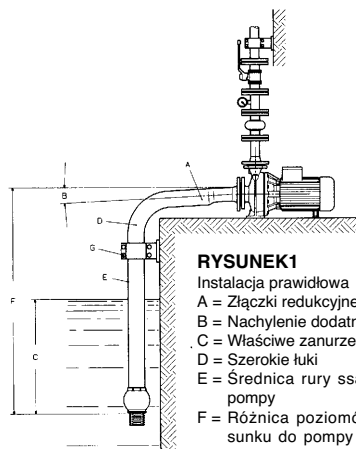 A
B
D
G
E
F
C
RYSUNEK1
Instalacja prawidłowa
A = Złączki redukcyjne
B = Nachylenie dodatn
C = Właściwe zanurze
D = Szerokie łuki
E = Średnica rury ssa
pompy
F = Różnica poziomó
sunku do pompy